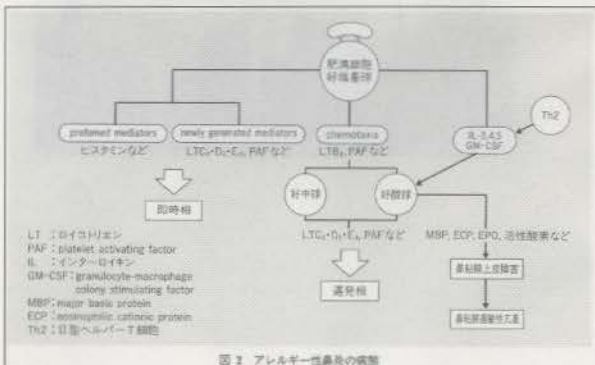 肥満細胞
好塩基球
Th2
preformed mediators
newly generated mediators
chemotaxis
IL-3,4,5
GM-CSF
ヒスタミンなど
LTC₄・D₄・E₄, PAFなど
LTB₄, PAFなど
即時相
好中球
好酸球
LTC₄・D₄・E₄, PAFなど
MBP, ECP, EPO, 活性酸素など
遅発相
鼻粘膜上皮障害
鼻粘膜過敏性亢進
LT :ロイコトリエン
PAF:platelet activating factor
IL :インターロイキン
GM-CSF:granulocyte-macrophage
colony stimulating factor
MBP:major basic protein
ECP:eosinophilic cationic protein
Th2:Ⅱ型ヘルパーT細胞
図 2 アレルギー性鼻炎の病態